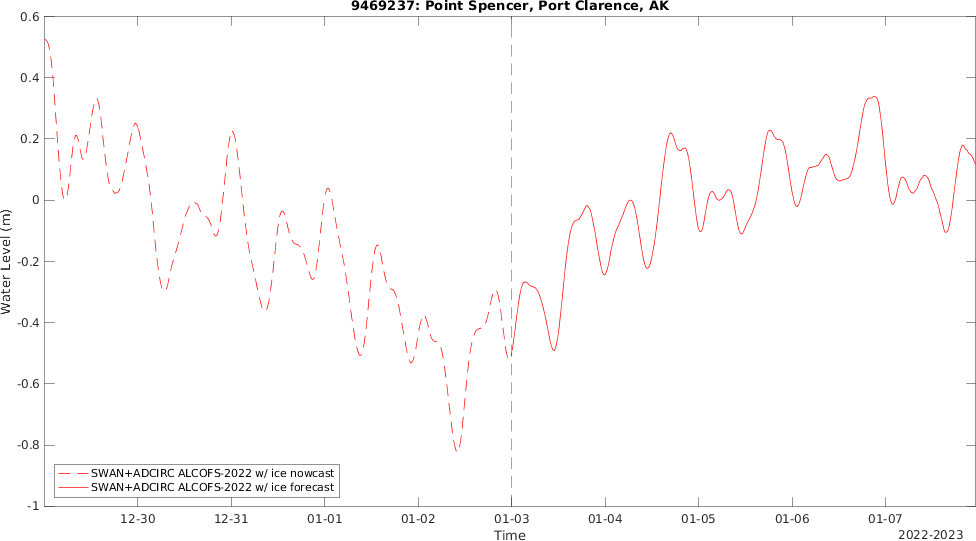 9469237: Point Spencer, Port Clarence, AK
0.6
0.4
0.2
0
-0.2
-0.4
-0.6
-0.8
-1
Water Level (m)
SWAN+ADCIRC ALCOFS-2022 w/ ice nowcast
SWAN+ADCIRC ALCOFS-2022 w/ ice forecast
12-30 12-31 01-01 01-02 01-03 01-04 01-05 01-06 01-07
Time
2022-2023